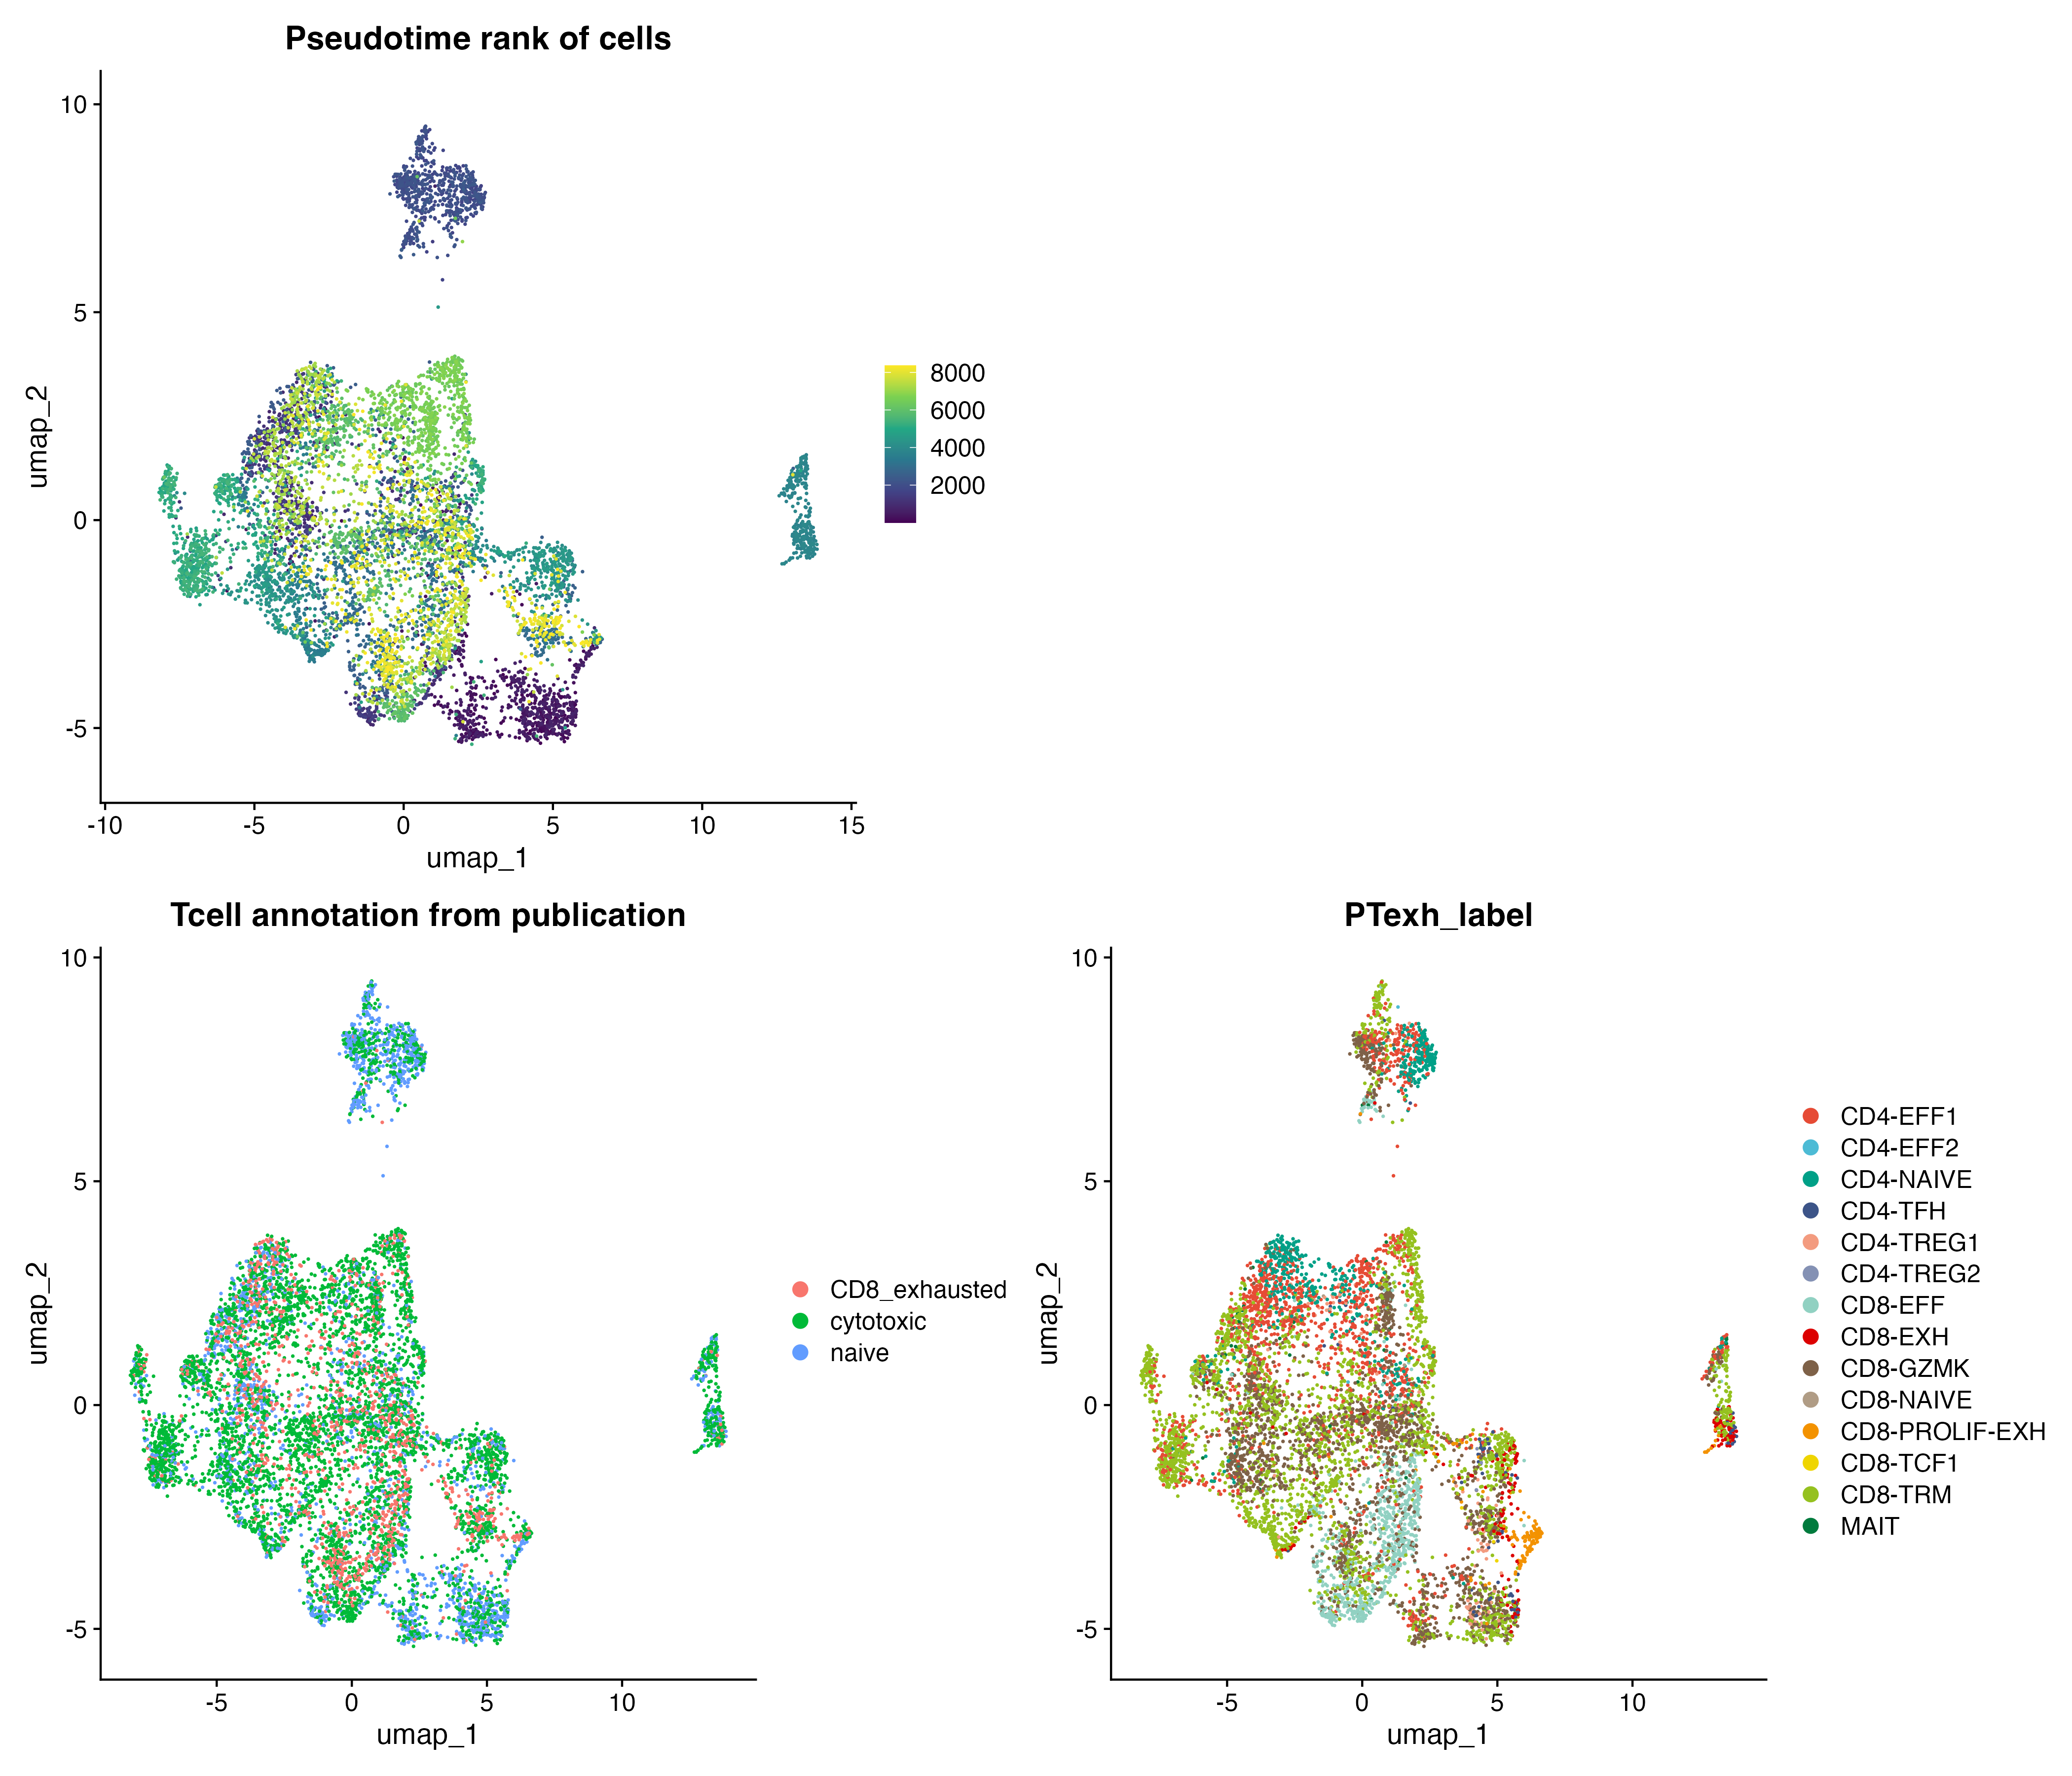 Pseudotime rank of cells
10
5
0
-5
umap_2
-10
-5
0
5
10
15
umap_1
8000
6000
4000
2000
Tcell annotation from publication
10
5
0
-5
umap_2
-5
0
5
10
umap_1
CD8_exhausted
cytotoxic
naive
PTexh_label
10
5
0
-5
umap_2
-5
0
5
10
umap_1
CD4-EFF1
CD4-EFF2
CD4-NAIVE
CD4-TFH
CD4-TREG1
CD4-TREG2
CD8-EFF
CD8-EXH
CD8-GZMK
CD8-NAIVE
CD8-PROLIF-EXH
CD8-TCF1
CD8-TRM
MAIT